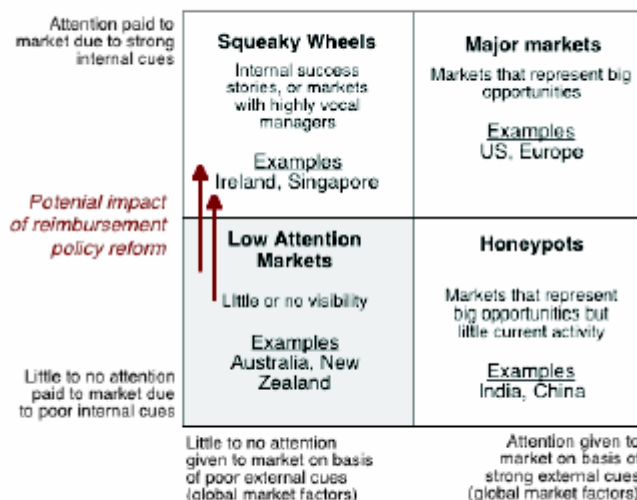 Attention paid to
market due to strong
internal cues
Squeaky Wheels
Internal success
stories, or markets
with highly vocal
managers
Examples
Ireland, Singapore
Major markets
Markets that represent big
opportunities
Examples
US, Europe
Potenial impact
of reimbursement
policy reform
Low Attention
Markets
Little or no visibility
Examples
Australia, New
Zealand
Honeypots
Markets that represent
big opportunities but
little current activity
Examples
India, China
Little to no attention
paid to market due
to poor internal cues
Little to no attention
given to market on basis
of poor external cues
(global market factors)
Attention given to
market on basis of
strong external cues
(global market factors)